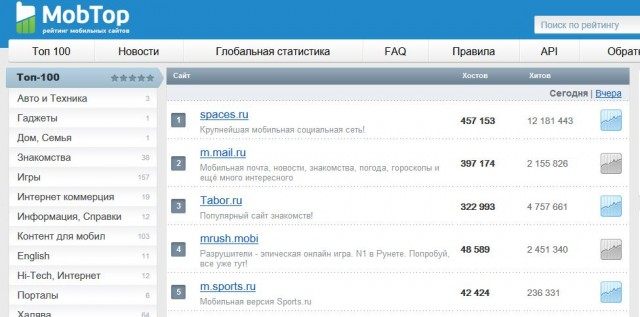 MobTop
рейтинг мобильных сайтов
Поиск по рейтингу
Топ 100 Новости Глобальная статистика FAQ Правила API Обрат
Топ-100
Сайт Хостов Хитов
Сегодня | Вчера
Авто и Техника 3
Гаджеты 1
Дом, Семья 1
Знакомства 38
Игры 157
Интернет коммерция 19
Информация, Справки 12
Контент для мобил 103
English 11
Hi-Tech, Интернет 12
Порталы 6
Халява
1 spaces.ru 457 153 12 181 443
Крупнейшая мобильная социальная сеть!
2 m.mail.ru 397 174 2 155 826
Мобильная почта, новости, знакомства, погода, гороскопы и
ещё много интересного
3 Tabor.ru 322 993 4 757 661
Популярный сайт знакомств!
4 mrush.mobi 48 589 2 451 340
Разрушители - эпическая онлайн игра. N1 в Рунете. Попробуй,
все уже тут!
5 m.sports.ru 42 424 236 331
Мобильная версия Sports.ru